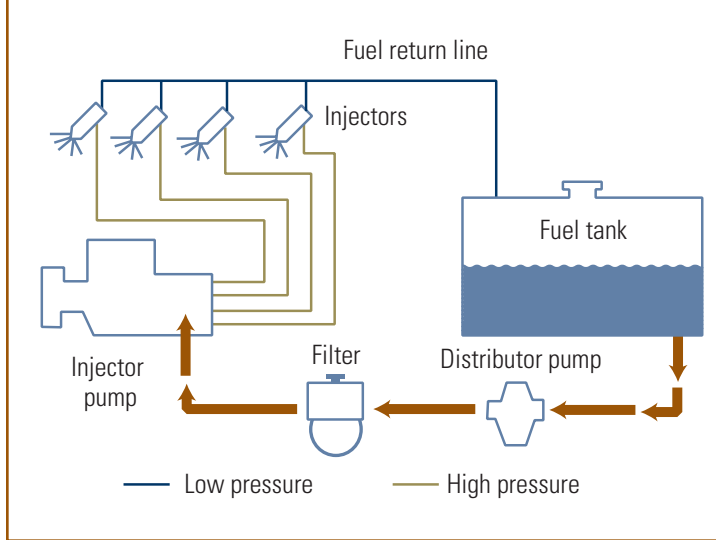 Fuel return line
Injectors
Fuel tank
Injector
pump
Filter
Distributor pump
Low pressure
High pressure